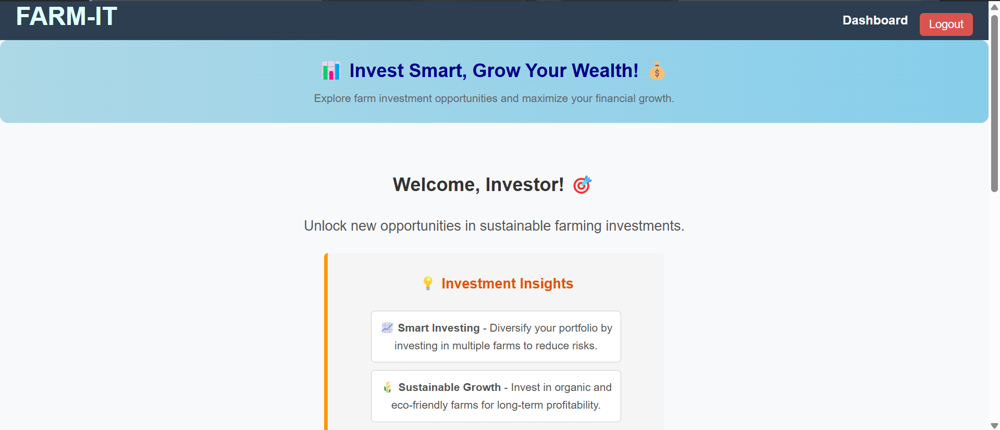 FARM-IT
Dashboard
Logout
Invest Smart, Grow Your Wealth!
Explore farm investment opportunities and maximize your financial growth.
Welcome, Investor!
Unlock new opportunities in sustainable farming investments.
Investment Insights
Smart Investing - Diversify your portfolio by
investing in multiple farms to reduce risks.
Sustainable Growth - Invest in organic and
eco-friendly farms for long-term profitability.